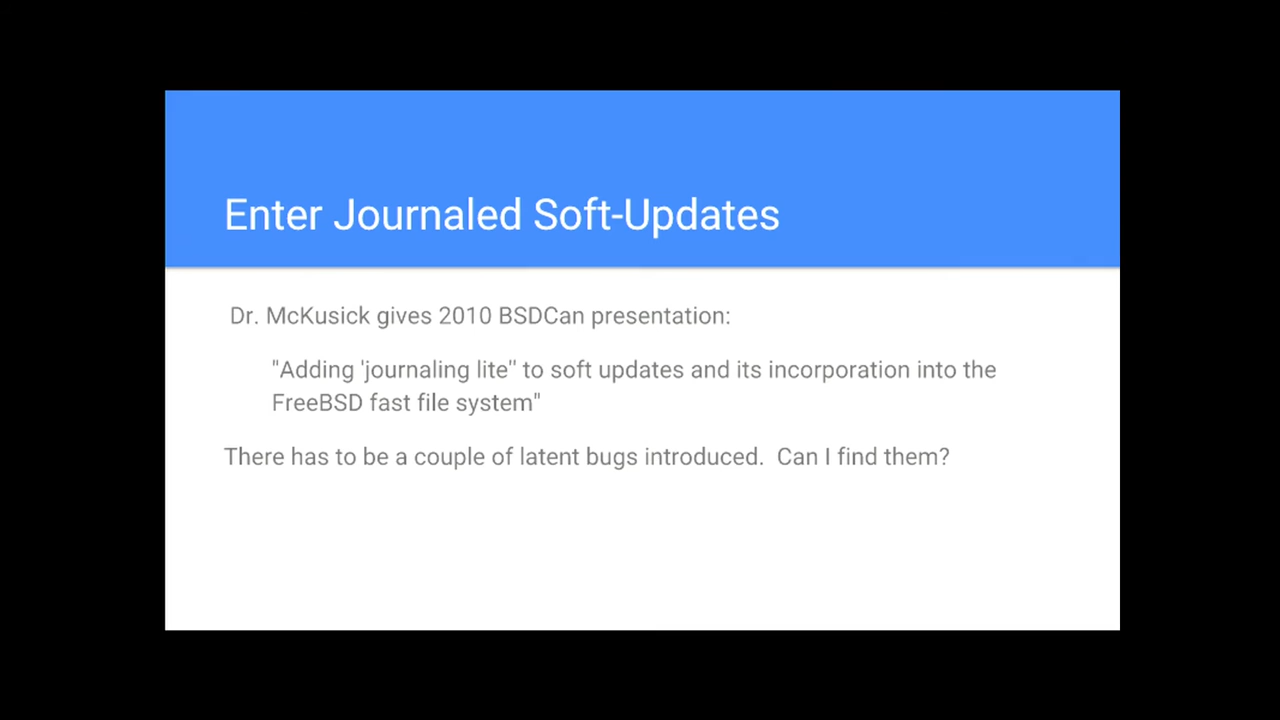 Enter Journaled Soft-Updates
Dr. McKusick gives 2010 BSDCan presentation:
"Adding 'journaling lite'' to soft updates and its incorporation into the
FreeBSD fast file system"
There has to be a couple of latent bugs introduced.  Can I find them?